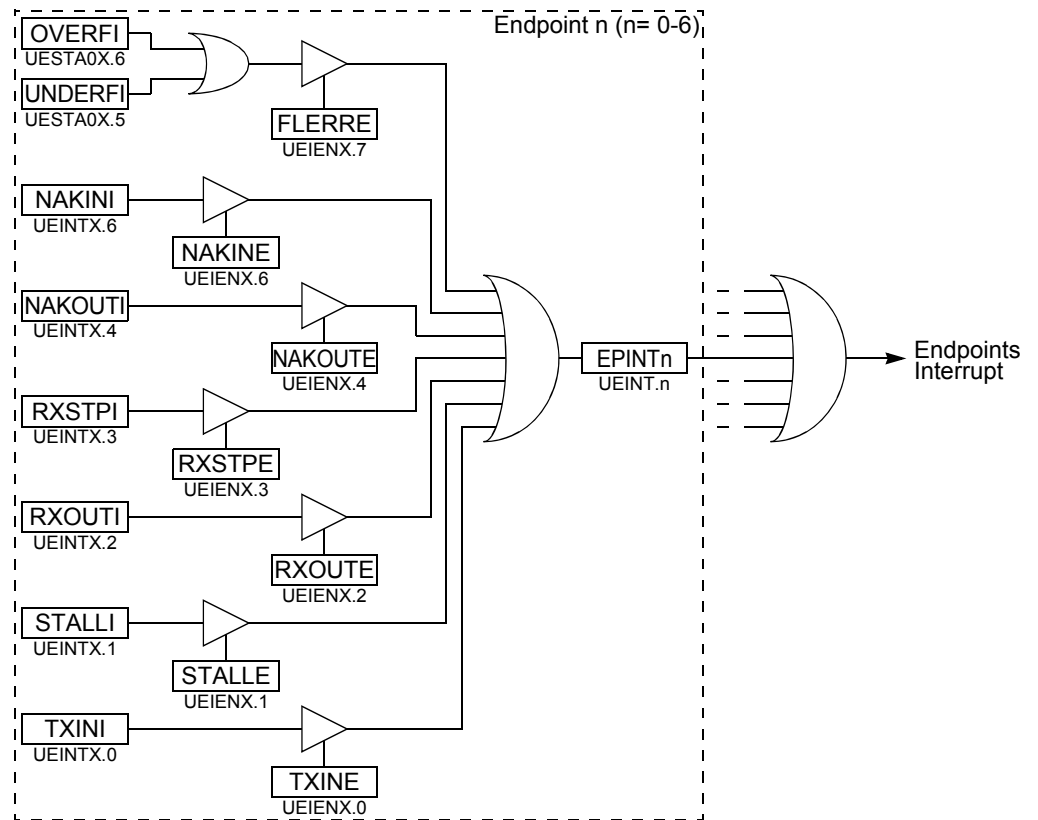 Endpoint n (n= 0-6)
OVERFI
UESTA0X.6
UNDERFI
UESTA0X.5
FLERRE
UEIENX.7
NAKINI
UEINTX.6
NAKINE
UEIENX.6
NAKOUTI
UEINTX.4
NAKOUTE
UEIENX.4
EPINTn
UEINT.n
Endpoints
Interrupt
RXSTPI
UEINTX.3
RXSTPE
UEIENX.3
RXOUTI
UEINTX.2
RXOUTE
UEIENX.2
STALLI
UEINTX.1
STALLE
UEIENX.1
TXINI
UEINTX.0
TXINE
UEIENX.0